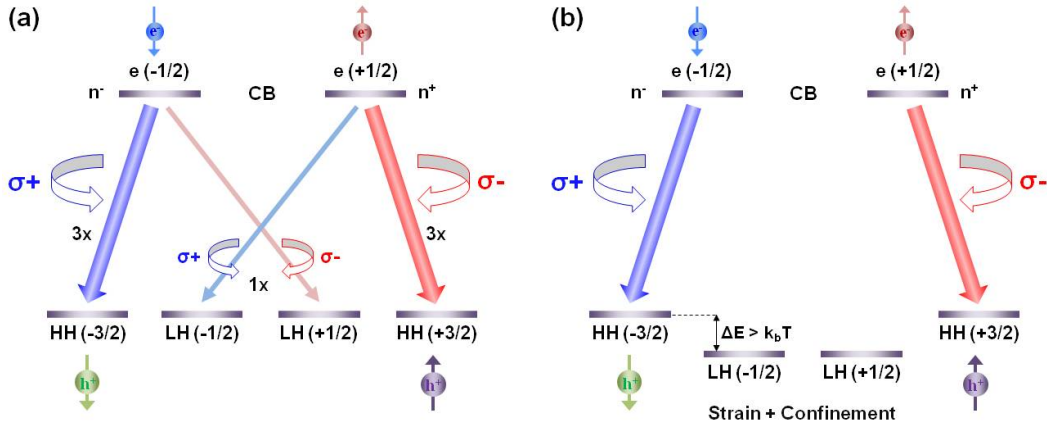 (a)
e⁻
e⁻
e (-1/2)
e (+1/2)
n⁻
CB
n⁺
σ+
σ-
3x
3x
σ+
σ-
1x
HH (-3/2)
LH (-1/2)
LH (+1/2)
HH (+3/2)
h⁺
h⁺
(b)
e⁻
e⁻
e (-1/2)
e (+1/2)
n⁻
CB
n⁺
σ+
σ-
HH (-3/2)
ΔE > k_bT
HH (+3/2)
LH (-1/2)
LH (+1/2)
h⁺
h⁺
Strain + Confinement